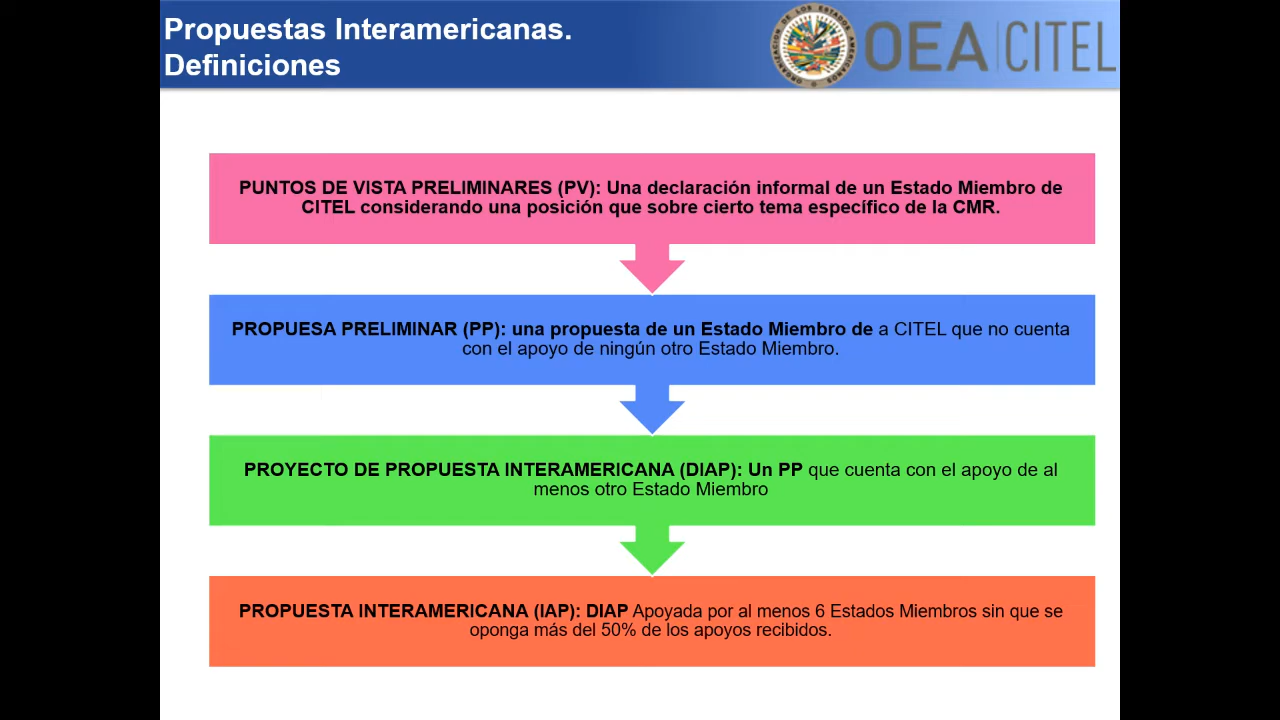 Propuestas Interamericanas.
Definiciones
OEA CITEL
PUNTOS DE VISTA PRELIMINARES (PV): Una declaración informal de un Estado Miembro de
CITEL considerando una posición que sobre cierto tema específico de la CMR.
PROPUESA PRELIMINAR (PP): una propuesta de un Estado Miembro de a CITEL que no cuenta
con el apoyo de ningún otro Estado Miembro.
PROYECTO DE PROPUESTA INTERAMERICANA (DIAP): Un PP que cuenta con el apoyo de al
menos otro Estado Miembro
PROPUESTA INTERAMERICANA (IAP): DIAP Apoyada por al menos 6 Estados Miembros sin que se
oponga más del 50% de los apoyos recibidos.